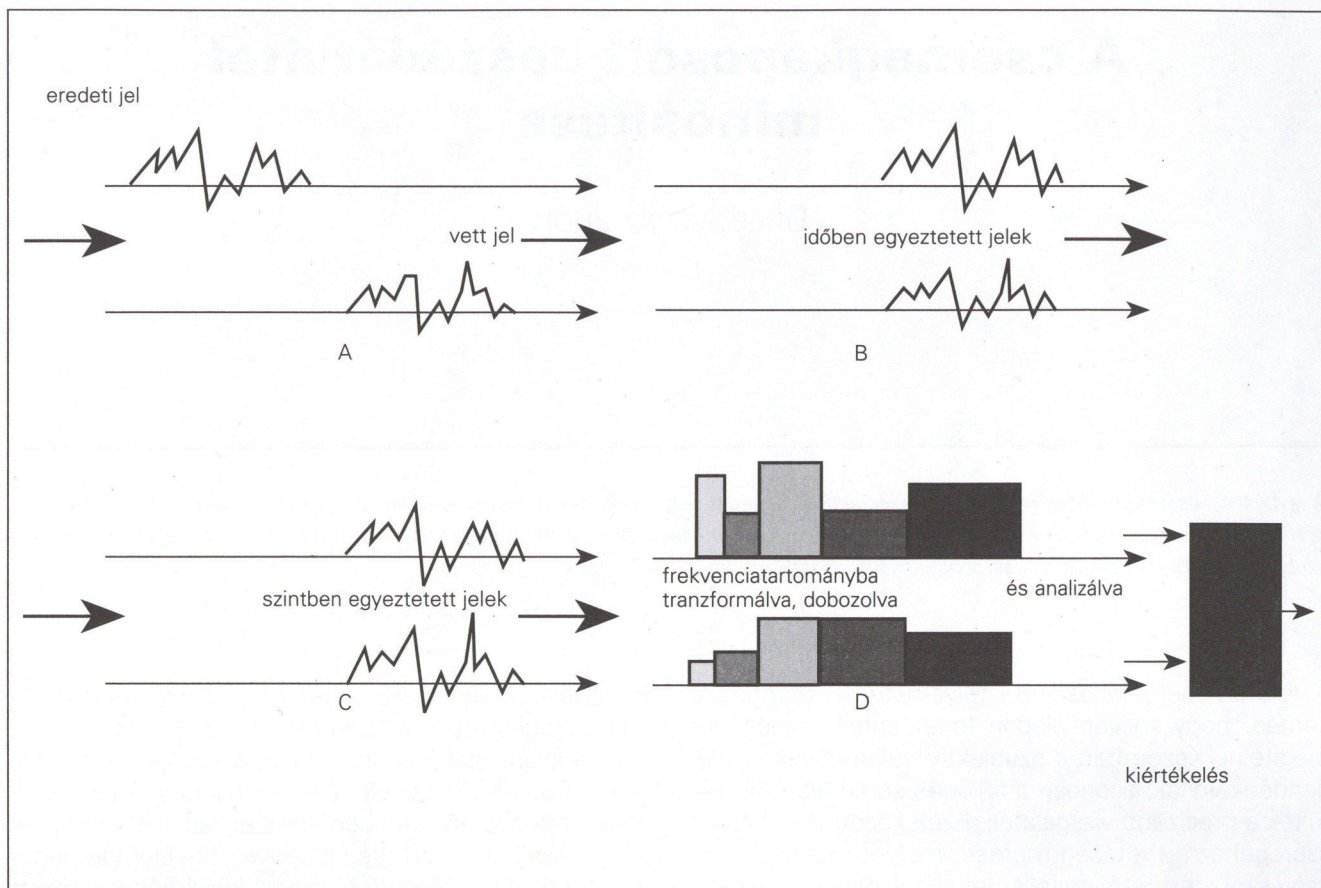 eredeti jel
vett jel
A
időben egyeztetett jelek
B
szintben egyeztetett jelek
C
frekvenciatartományba
tranzformálva, dobozolva
és analizálva
D
kiértékelés